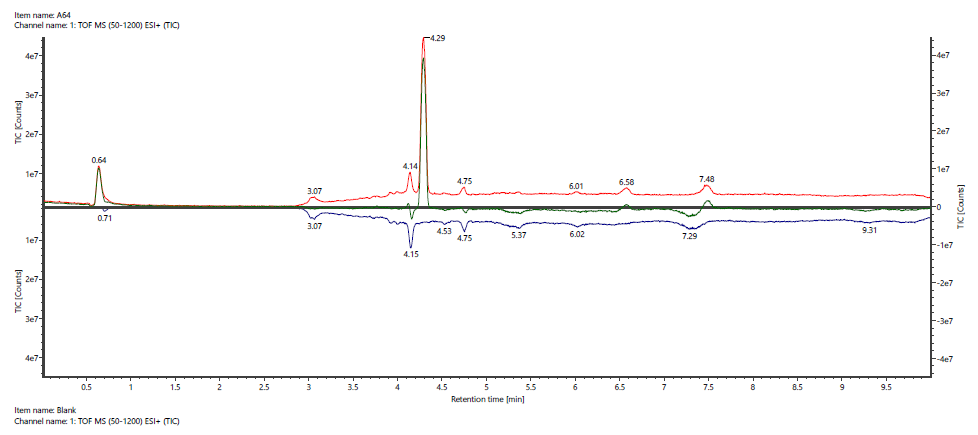 Item name: A64
Channel name: 1: TOF MS (50-1200) ESI+ (TIC)
4.29
4e7
4e7
3e7
3e7
TIC [Counts]
2e7
2e7
0.64
4.14
1e7
1e7
4.75
7.48
3.07
6.01
6.58
0
0.71
3.07
4.53
4.75
5.37
6.02
7.29
9.31
TIC [Counts]
1e7
-1e7
4.15
2e7
-2e7
TIC [Counts]
3e7
-3e7
4e7
-4e7
0.5 1 1.5 2 2.5 3 3.5 4 4.5 5 5.5 6 6.5 7 7.5 8 8.5 9 9.5
Retention time [min]
Item name: Blank
Channel name: 1: TOF MS (50-1200) ESI+ (TIC)